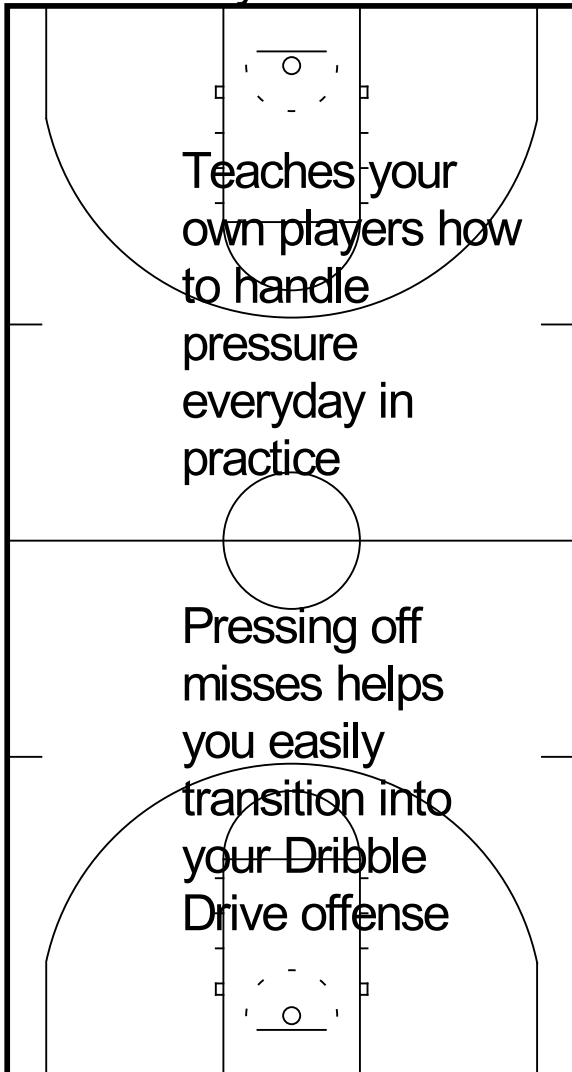 Teaches your
own players how
to handle
pressure
everyday in
practice
Pressing off
misses helps
you easily
transition into
your Dribble
Drive offense